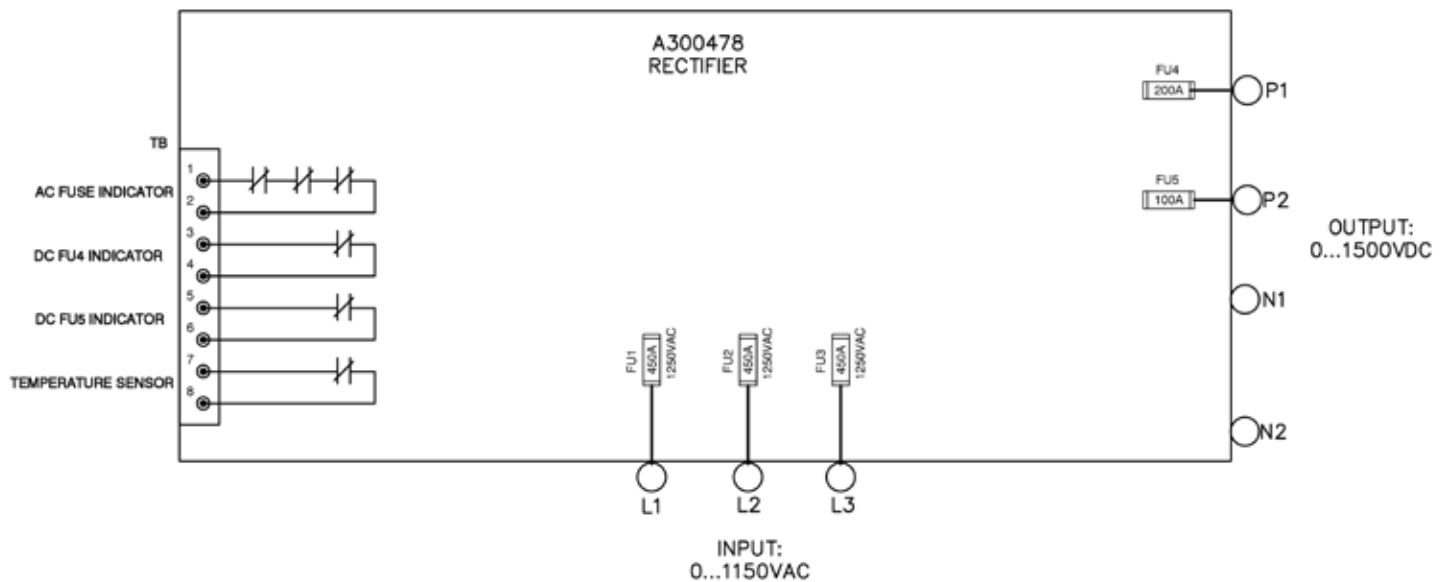 A300478
RECTIFIER
FU4
200A
P1
TB
1
AC FUSE INDICATOR
2
FU5
100A
P2
3
DC FU4 INDICATOR
4
OUTPUT:
0...1500VDC
5
DC FU5 INDICATOR
6
N1
7
TEMPERATURE SENSOR
8
FU1
450A
1250VAC
FU2
450A
1250VAC
FU3
450A
1250VAC
N2
L1
L2
L3
INPUT:
0...1150VAC